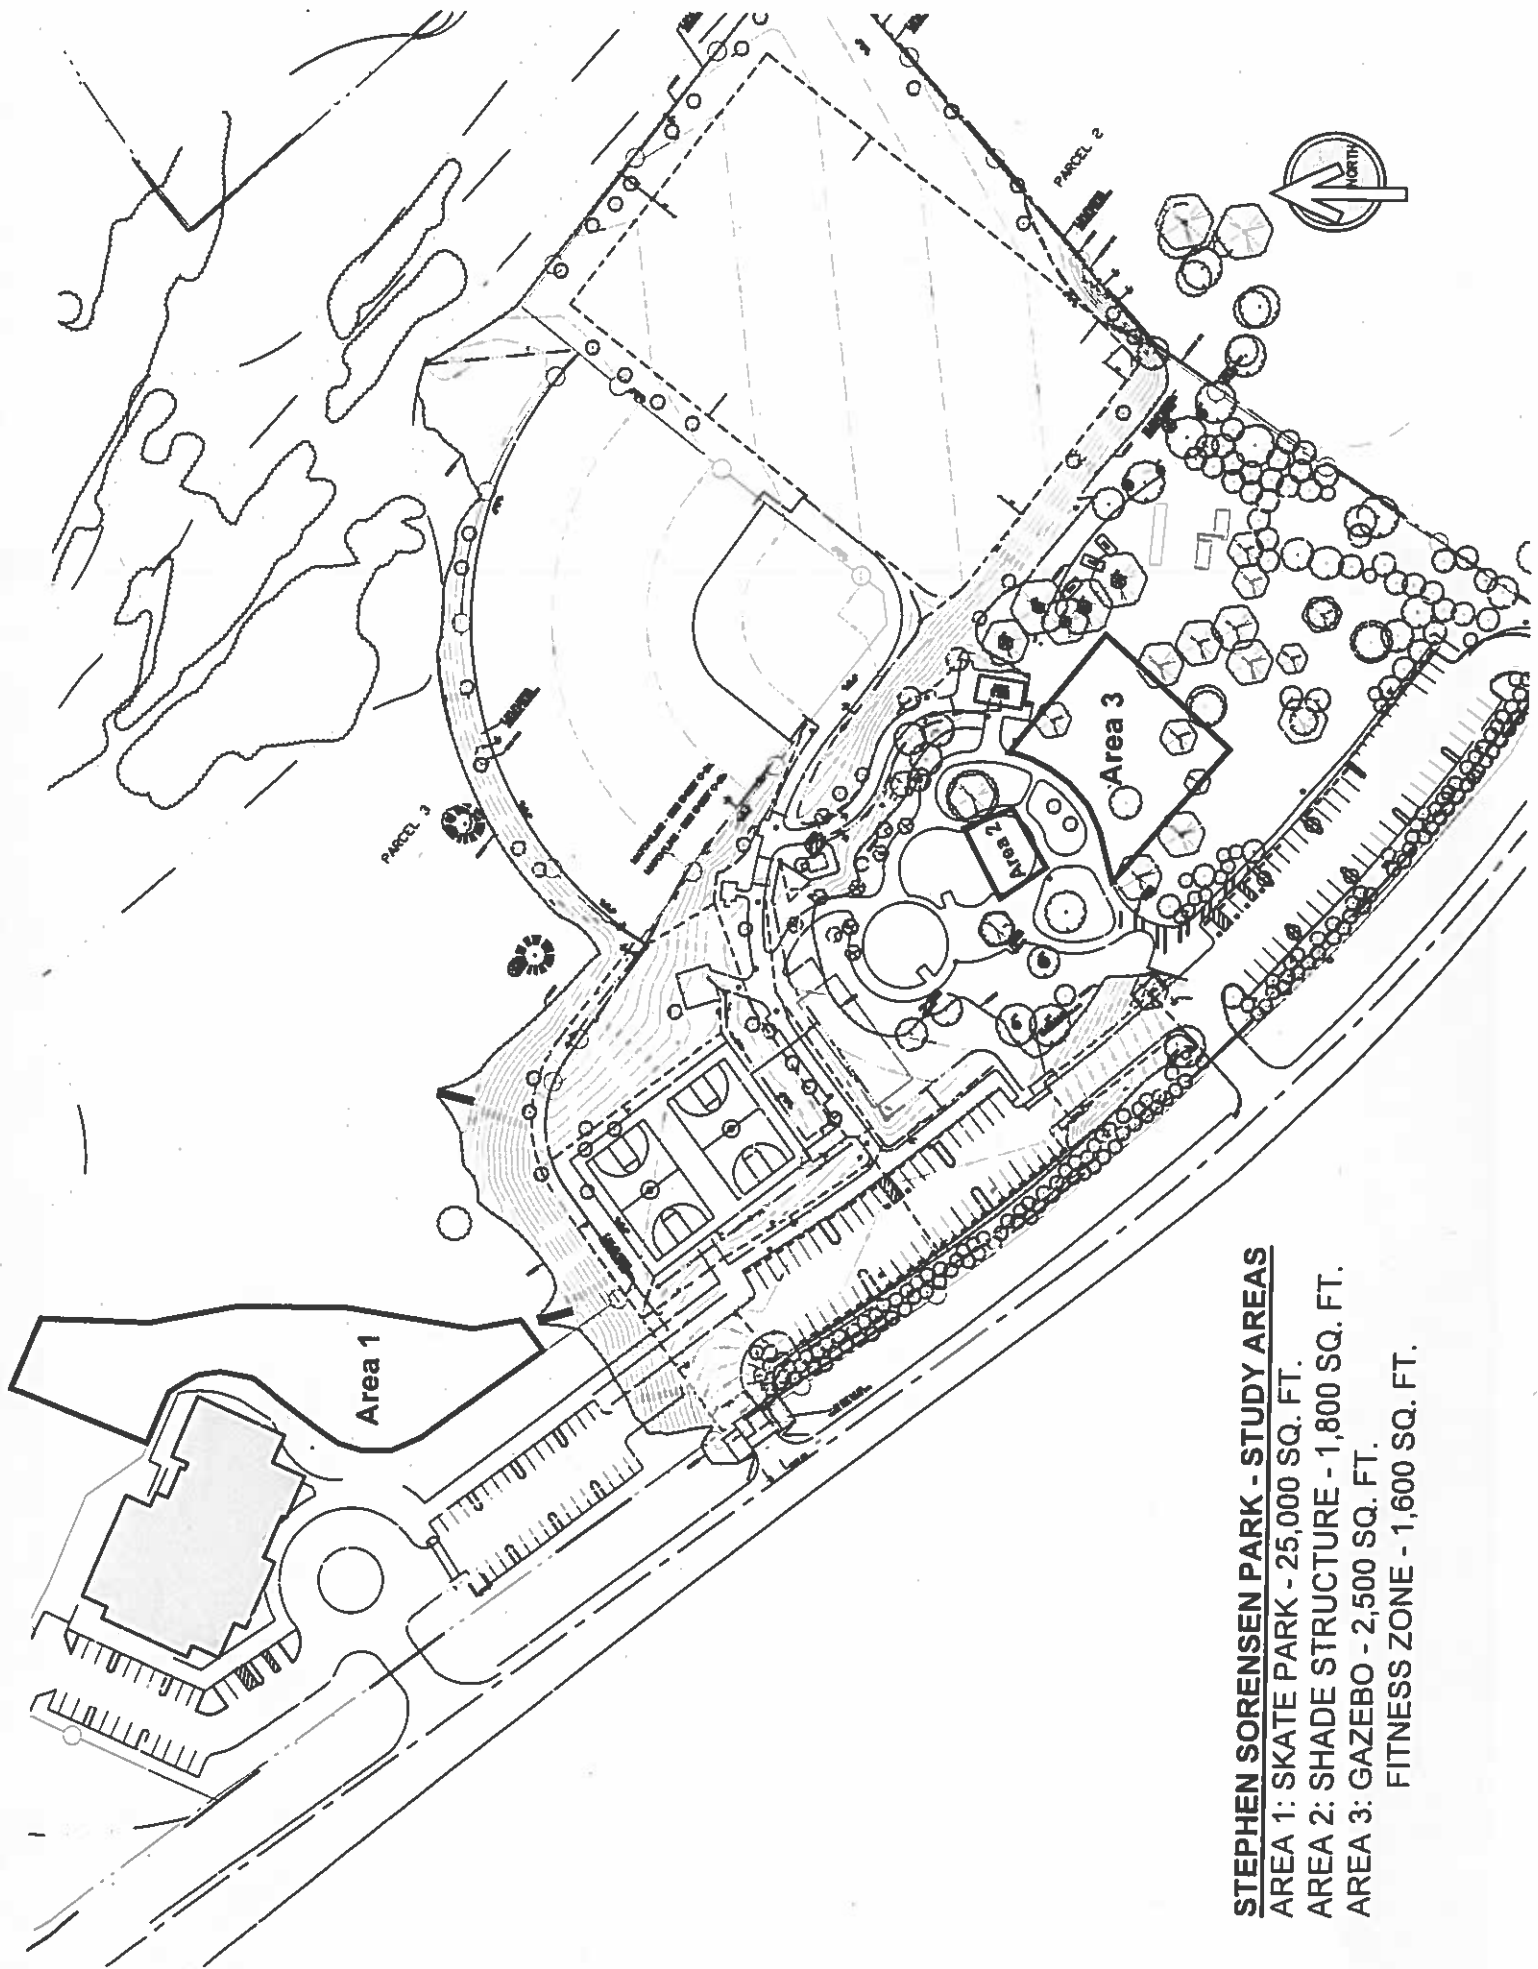 STEPHEN SORENSEN PARK - STUDY AREAS
AREA 1: SKATE PARK - 25,000 SQ. FT.
AREA 2: SHADE STRUCTURE - 1,800 SQ. FT.
AREA 3: GAZEBO - 2,500 SQ. FT.
FITNESS ZONE - 1,600 SQ. FT.
Area 1
Area 2
Area 3
PARCEL 3
PARCEL 2
NORTH